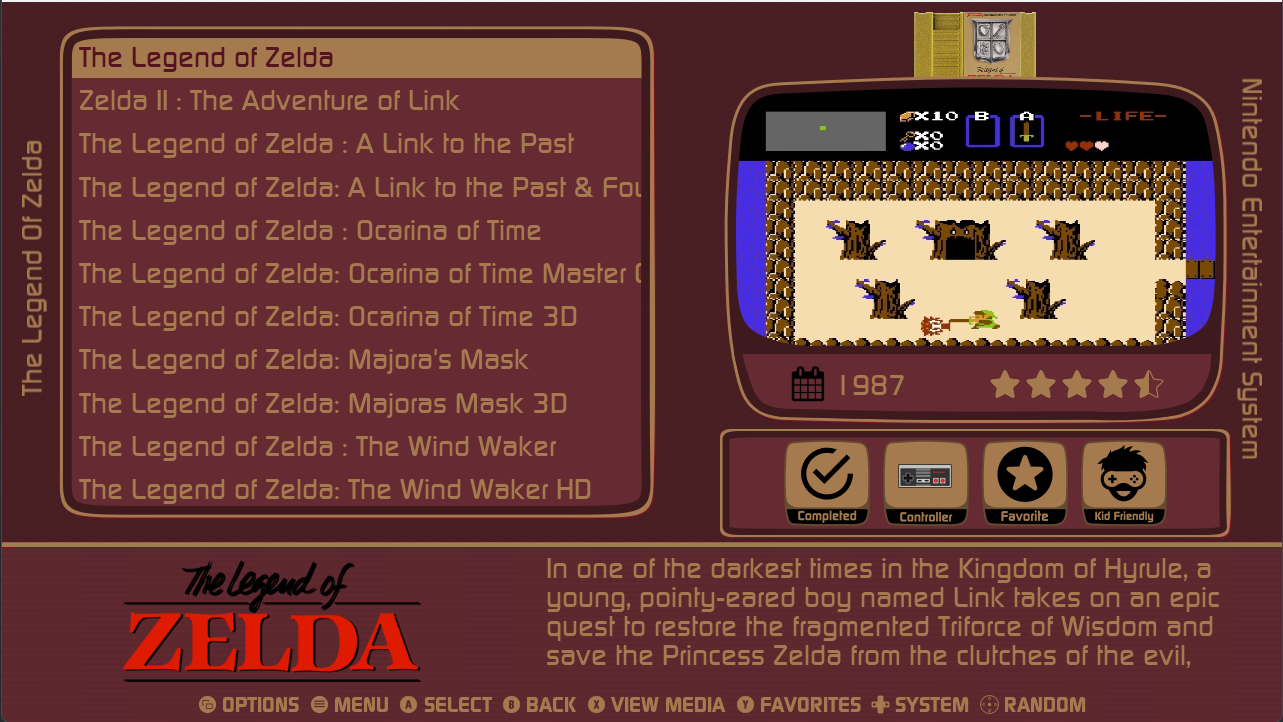 The Legend Of Zelda
The Legend of Zelda
Zelda II : The Adventure of Link
The Legend of Zelda : A Link to the Past
The Legend of Zelda: A Link to the Past & Fou
The Legend of Zelda : Ocarina of Time
The Legend of Zelda: Ocarina of Time Master
The Legend of Zelda: Ocarina of Time 3D
The Legend of Zelda: Majora's Mask
The Legend of Zelda: Majoras Mask 3D
The Legend of Zelda : The Wind Waker
The Legend of Zelda: The Wind Waker HD
X10 B A -LIFE-
X0
X0
1987
Nintendo Entertainment System
Completed
Controller
Favorite
Kid Friendly
The Legend of
ZELDA
In one of the darkest times in the Kingdom of Hyrule, a
young, pointy-eared boy named Link takes on an epic
quest to restore the fragmented Triforce of Wisdom and
save the Princess Zelda from the clutches of the evil,
OPTIONS MENU A SELECT B BACK X VIEW MEDIA Y FAVORITES SYSTEM RANDOM